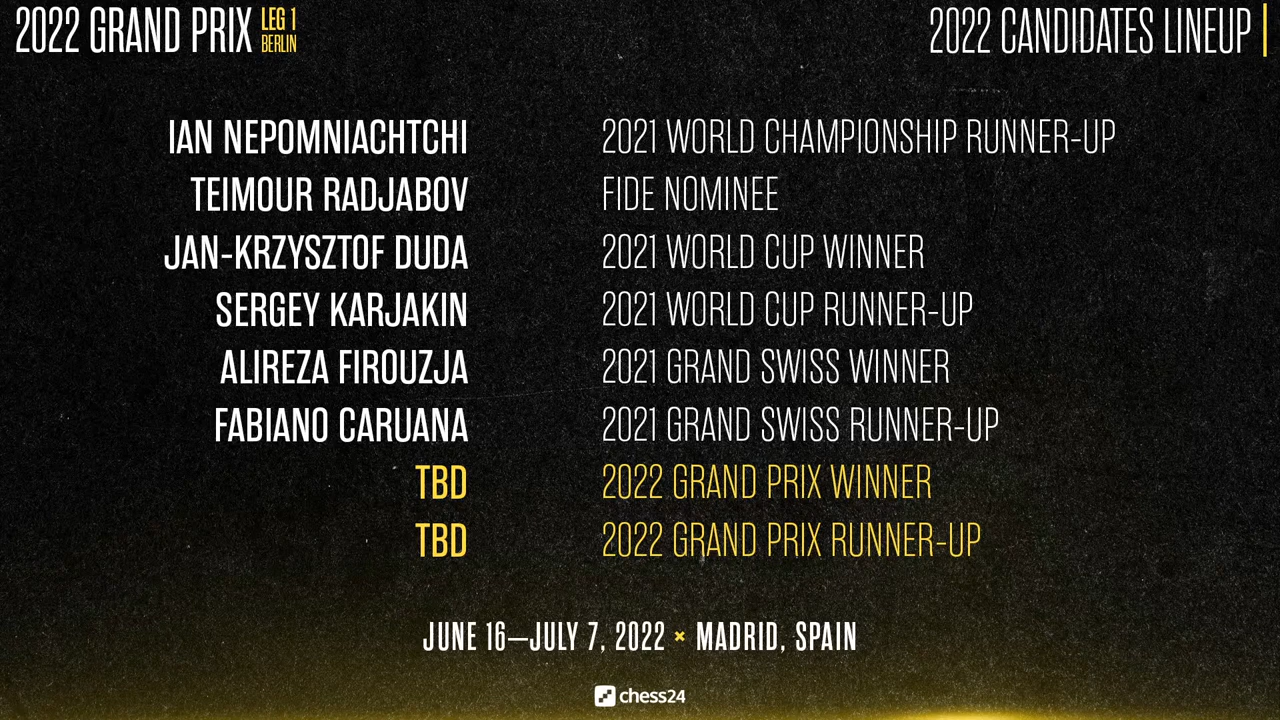 2022 GRAND PRIX LEG 1 BERLIN
2022 CANDIDATES LINEUP
IAN NEPOMNIACHTCHI 2021 WORLD CHAMPIONSHIP RUNNER-UP
TEIMOUR RADJABOV FIDE NOMINEE
JAN-KRZYSZTOF DUDA 2021 WORLD CUP WINNER
SERGEY KARJAKIN 2021 WORLD CUP RUNNER-UP
ALIREZA FIROUZJA 2021 GRAND SWISS WINNER
FABIANO CARUANA 2021 GRAND SWISS RUNNER-UP
TBD 2022 GRAND PRIX WINNER
TBD 2022 GRAND PRIX RUNNER-UP
JUNE 16—JULY 7, 2022 × MADRID, SPAIN
chess24